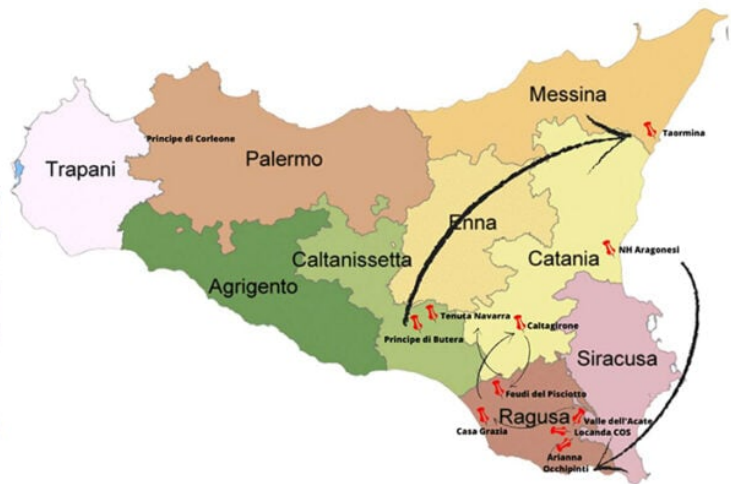 Messina
Taormina
Principe di Corleone
Palermo
Trapani
Enna
NH Aragonesi
Caltanissetta
Catania
Agrigento
Tenuta Navarra
Caltagirone
Principe di Butera
Siracusa
Feudi del Pisciotto
Ragusa
Valle dell'Acate
Casa Grazia
Locanda COS
Arianna
Occhipinti